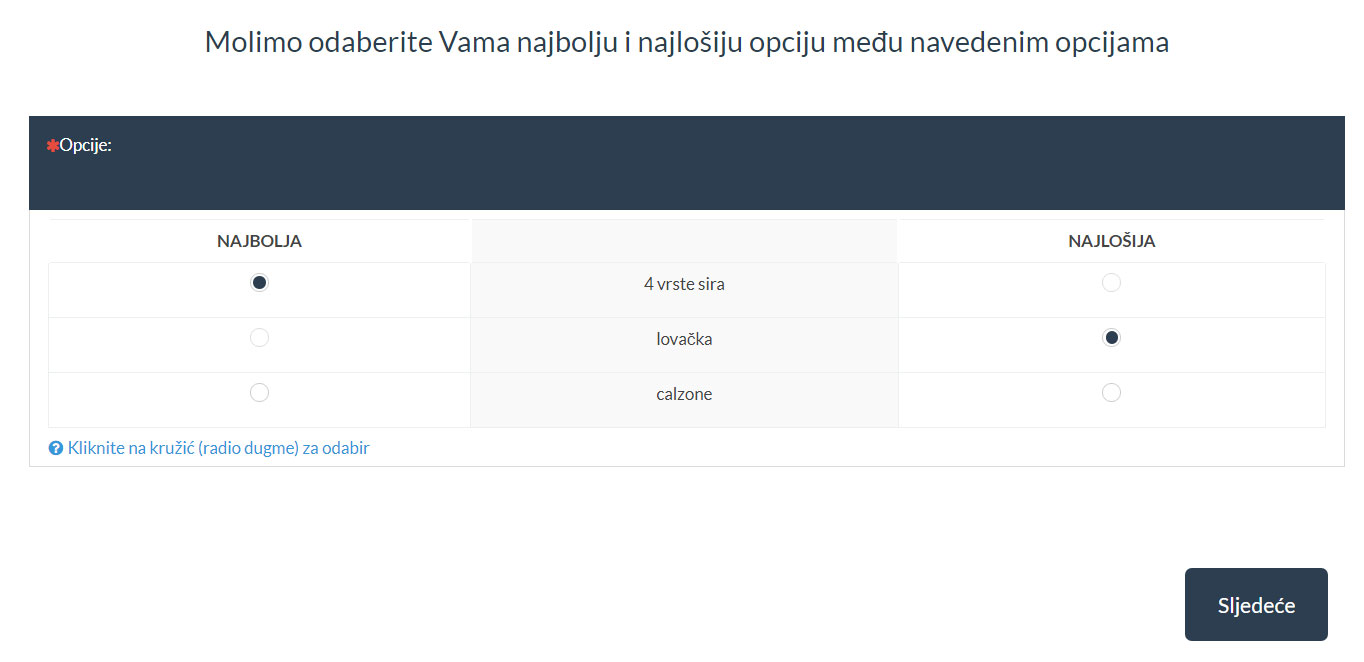 Molimo odaberite Vama najbolju i najlošiju opciju među navedenim opcijama
*Opcije:
NAJBOLJA NAJLOŠIJA
4 vrste sira
lovačka
calzone
Kliknite na kružić (radio dugme) za odabir
Sljedeće